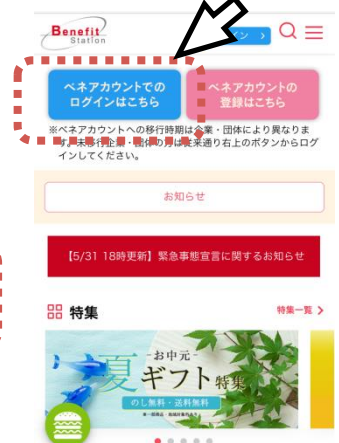 Benefit
Station
ン >
ベネアカウントでの
ログインはこちら
ベネアカウントの
登録はこちら
※ベネアカウントへの移行時期は企業・団体により異なりま
す。未移行企業・団体の方は従来通り右上のボタンからログ
インしてください。
お知らせ
【5/31 18時更新】緊急事態宣言に関するお知らせ
特集
特集一覧 >
-お中元-
夏ギフト特集
のし無料・送料無料